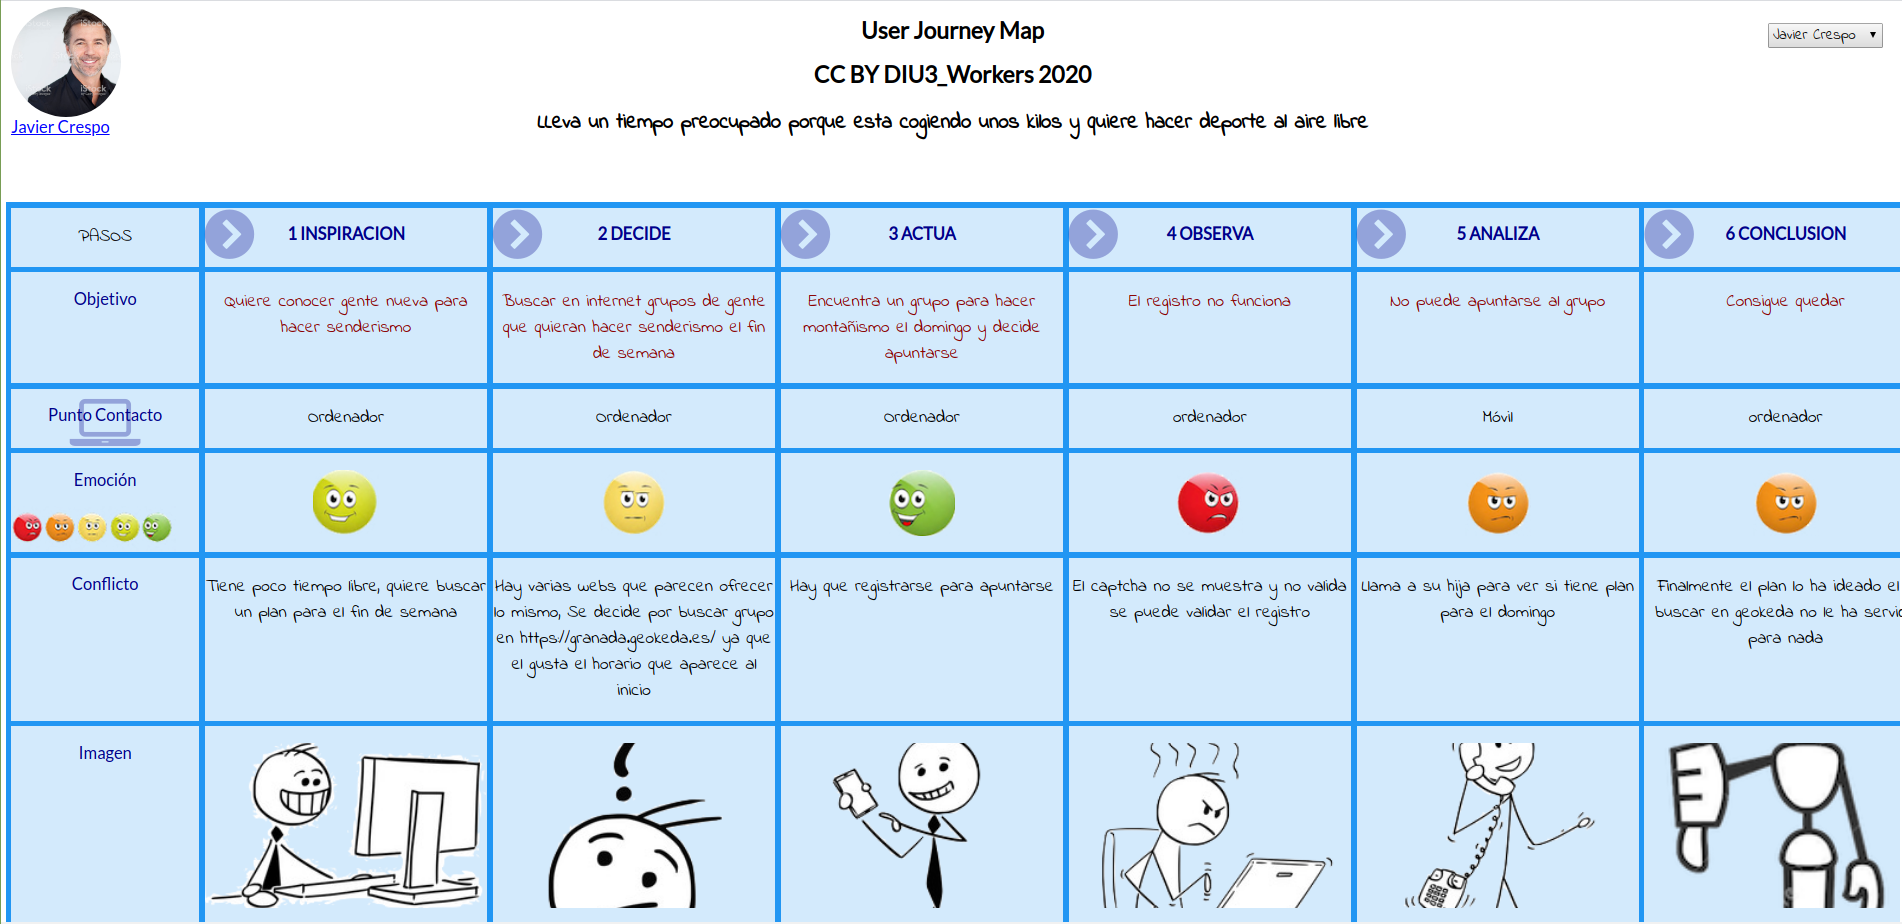 User Journey Map
Javier Crespo
CC BY DIU3_Workers 2020
iStock
iStock
iStock
Javier Crespo
Lleva un tiempo preocupado porque esta cogiendo unos kilos y quiere hacer deporte al aire libre
PASOS
1 INSPIRACION
2 DECIDE
3 ACTUA
4 OBSERVA
5 ANALIZA
6 CONCLUSION
Objetivo
Quiere conocer gente nueva para
hacer senderismo
Buscar en internet grupos de gente
que quieran hacer senderismo el fin
de semana
Encuentra un grupo para hacer
montañismo el domingo y decide
apuntarse
El registro no funciona
No puede apuntarse al grupo
Consigue quedar
Punto Contacto
Ordenador
Ordenador
Ordenador
ordenador
Móvil
ordenador
Emoción
Conflicto
Tiene poco tiempo libre, quiere buscar
un plan para el fin de semana
Hay varias webs que parecen ofrecer
lo mismo, Se decide por buscar grupo
en https://granada.geokeda.es/ ya que
el gusta el horario que aparece al
inicio
Hay que registrarse para apuntarse
El captcha no se muestra y no valida
se puede validar el registro
Llama a su hija para ver si tiene plan
para el domingo
Finalmente el plan lo ha ideado el
buscar en geokeda no le ha servic
para nada
Imagen